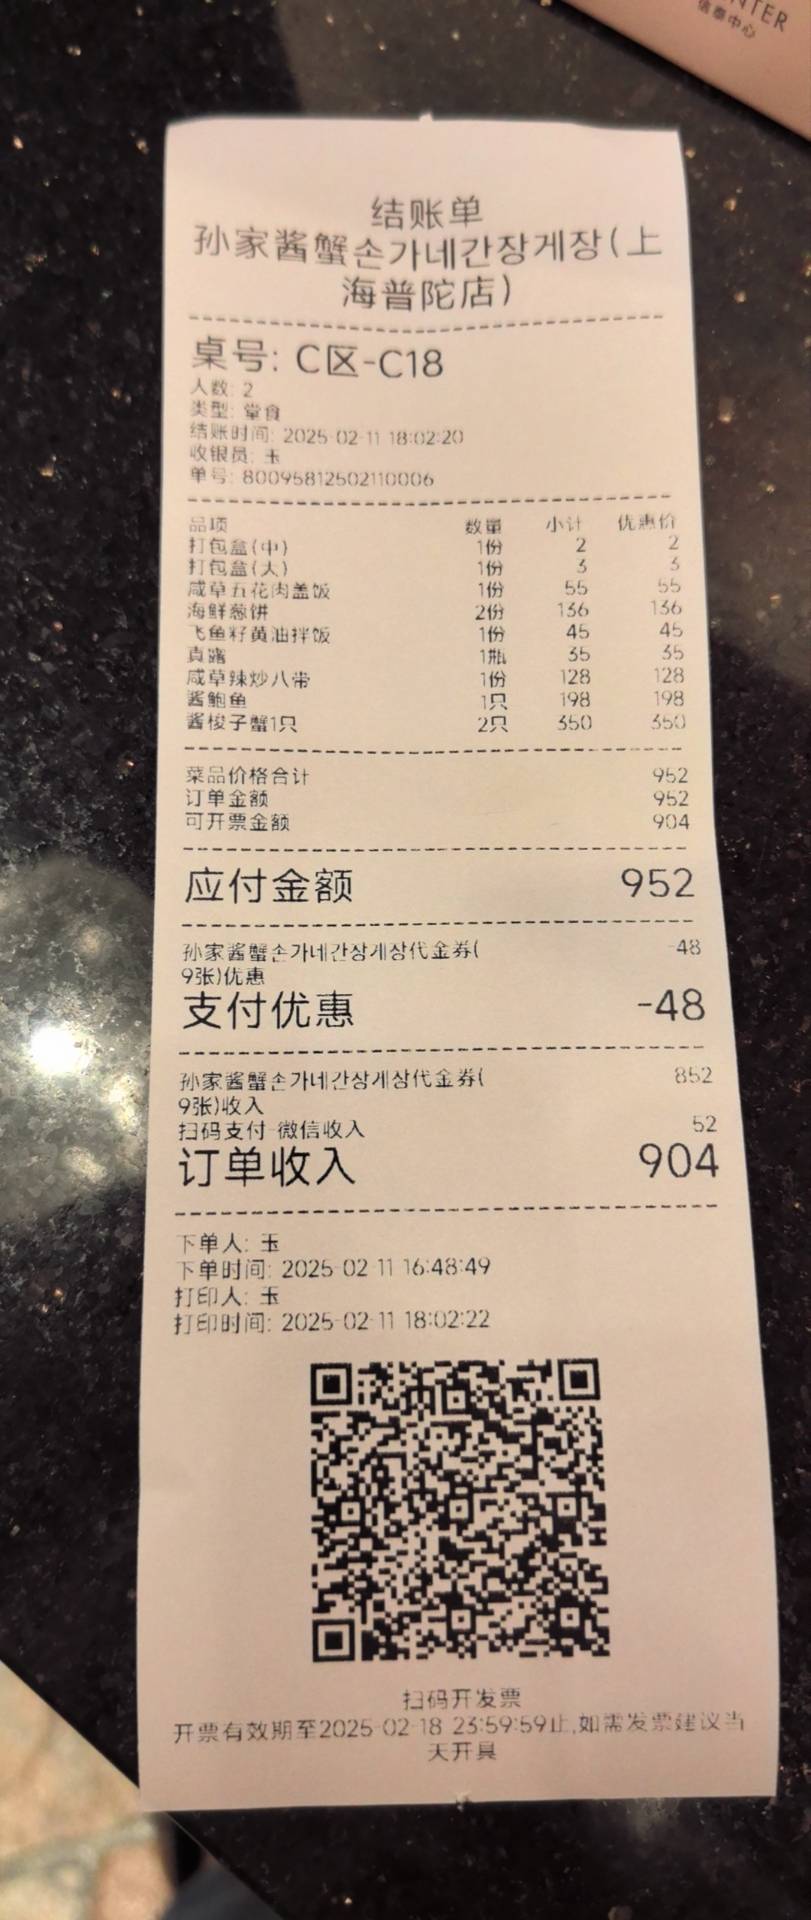 NTER
信泰中心
结账单
孙家酱蟹손가네간장게장(上
海普陀店)
桌号: C区-C18
人数: 2
类型: 堂食
结账时间: 2025-02-11 18:02:20
收银员: 玉
单号: 80095812502110006
品项 数量 小计 优惠价
打包盒(中) 1份 2 2
打包盒(大) 1份 3 3
咸草五花肉盖饭 1份 55 55
海鲜葱饼 2份 136 136
飞鱼籽黄油拌饭 1份 45 45
真露 1瓶 35 35
咸草辣炒八带 1份 128 128
酱鲍鱼 1只 198 198
酱梭子蟹1只 2只 350 350
菜品价格合计 952
订单金额 952
可开票金额 904
应付金额 952
孙家酱蟹손가네간장게장代金券( -48
9张)优惠
支付优惠 -48
孙家酱蟹손가네간장게장代金券( 852
9张)收入
扫码支付-微信收入 52
订单收入 904
下单人: 玉
下单时间: 2025-02-11 16:48:49
打印人: 玉
打印时间: 2025-02-11 18:02:22
扫码开发票
开票有效期至2025-02-18 23:59:59止,如需发票建议当
天开具